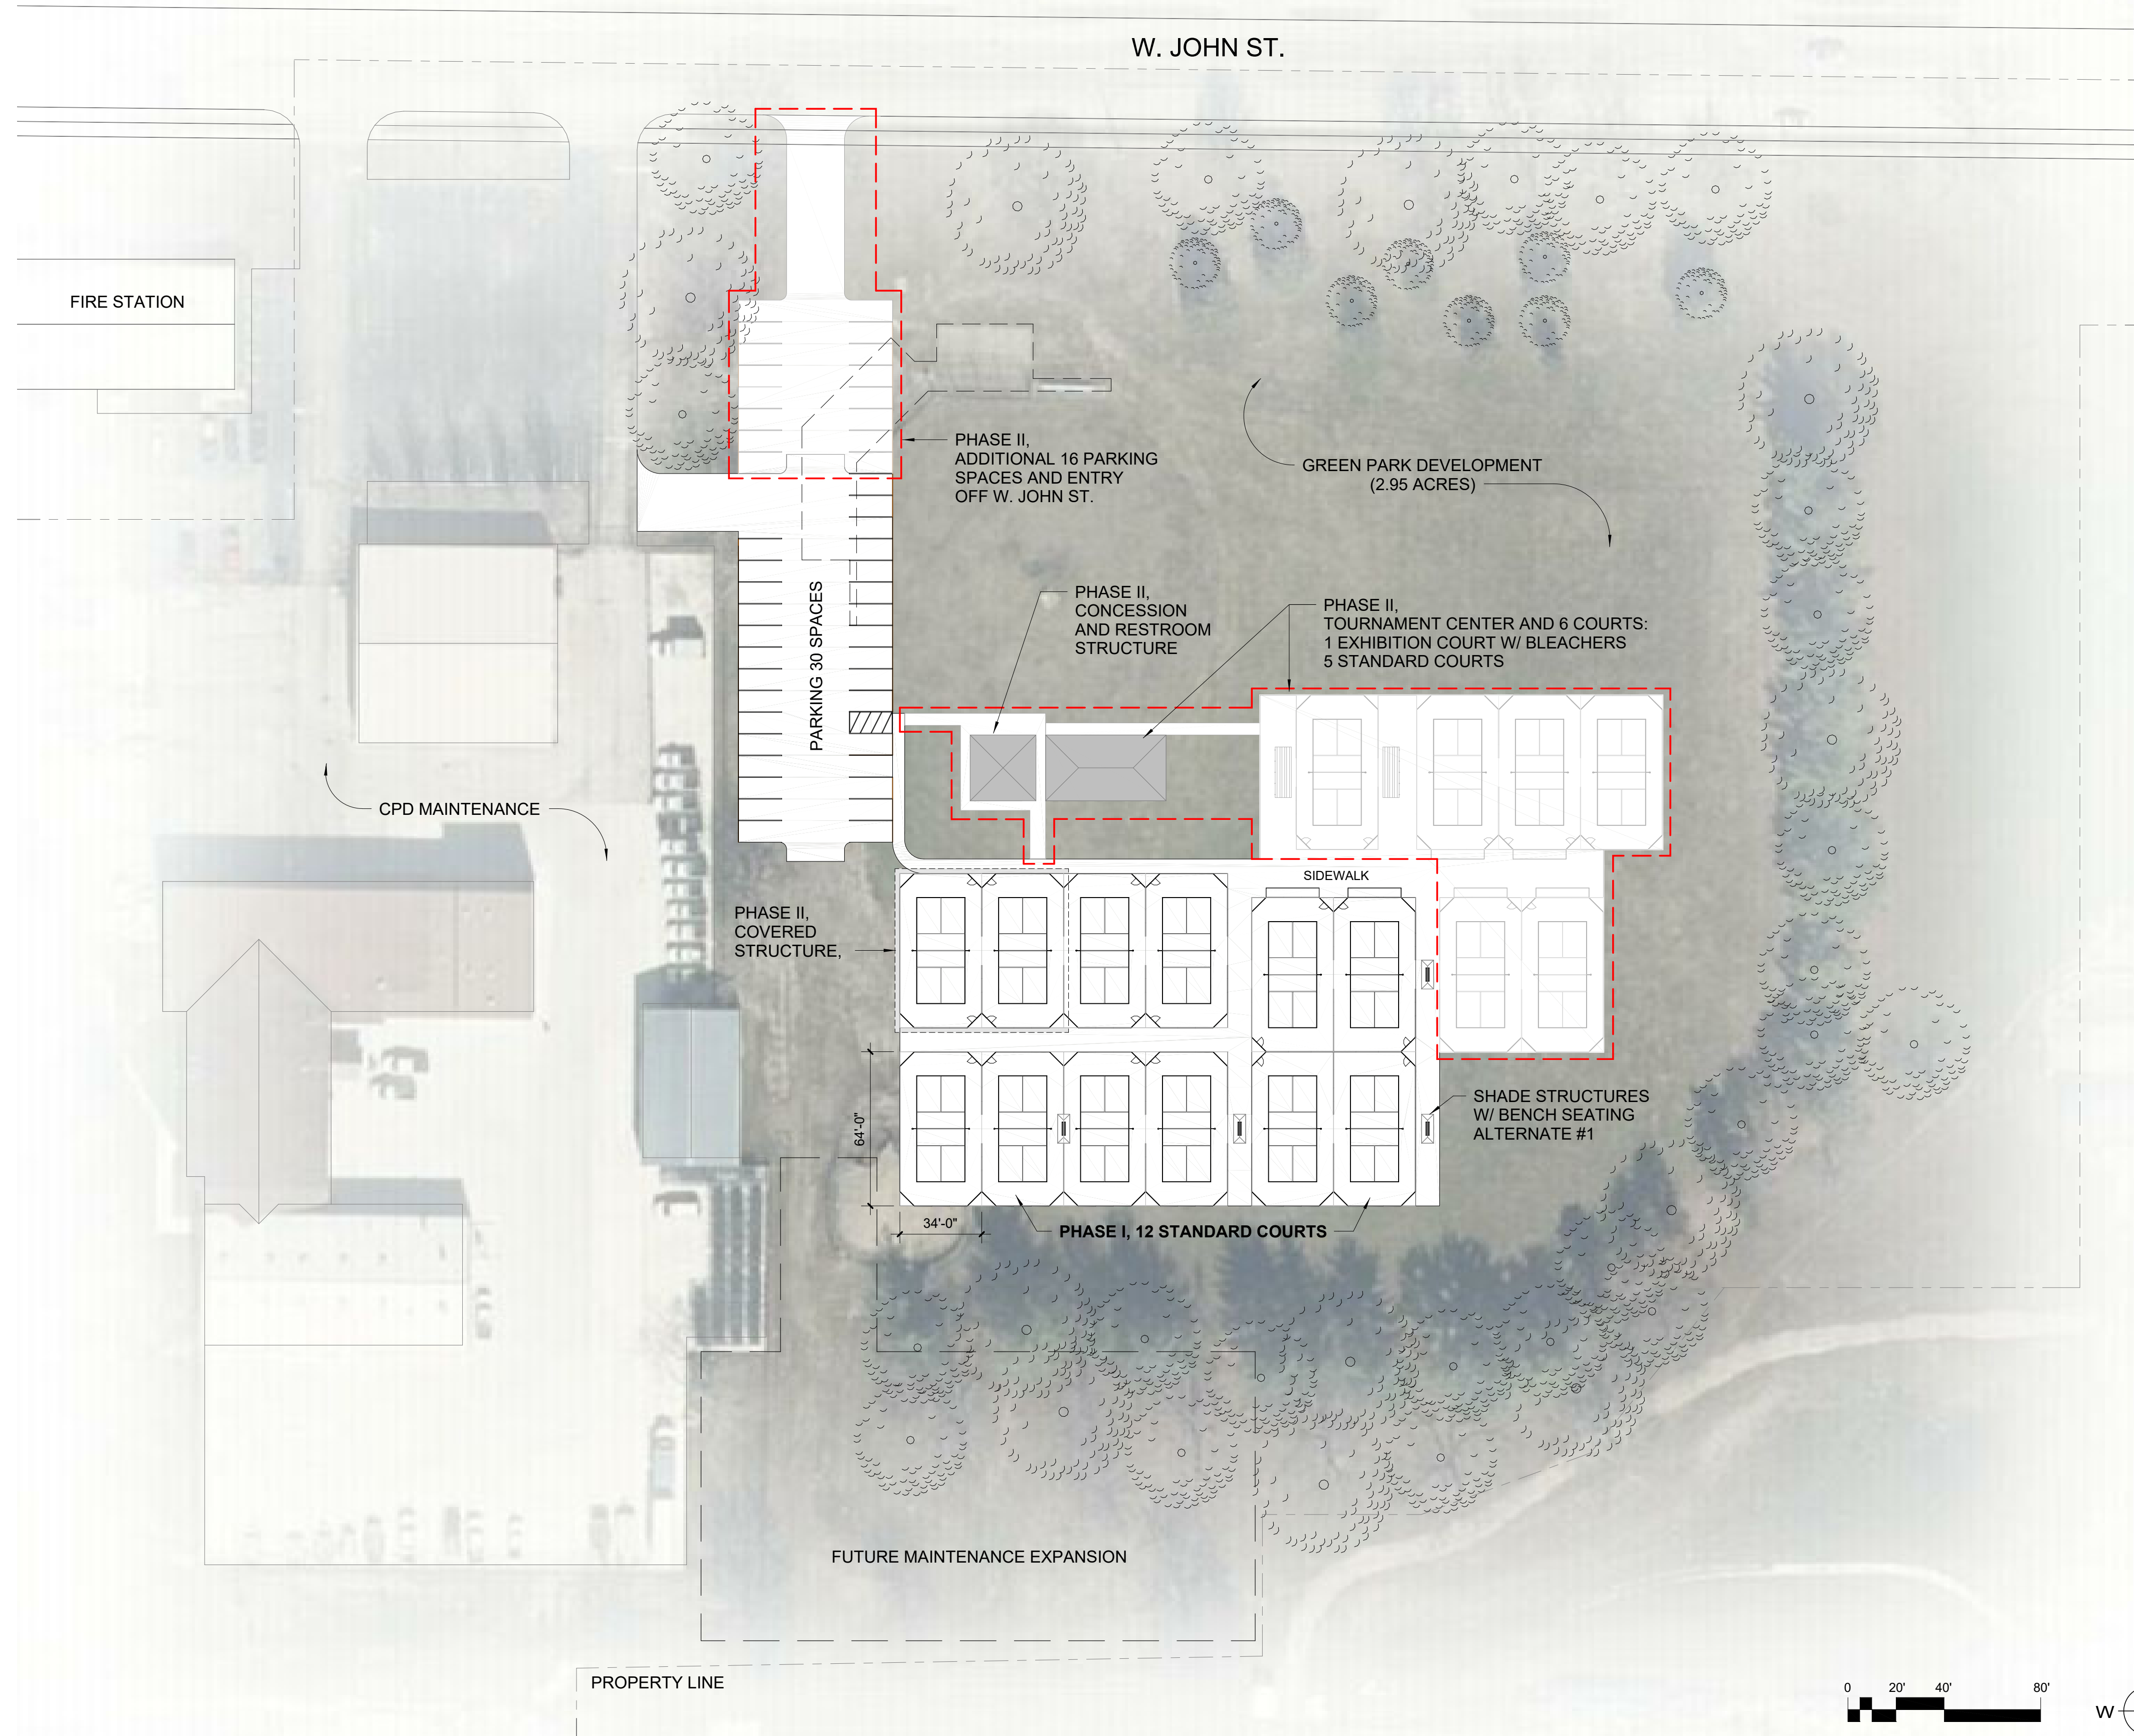 W. JOHN ST.
FIRE STATION
PHASE II,
ADDITIONAL 16 PARKING
SPACES AND ENTRY
OFF W. JOHN ST.
GREEN PARK DEVELOPMENT
(2.95 ACRES)
PARKING 30 SPACES
PHASE II,
CONCESSION
AND RESTROOM
STRUCTURE
PHASE II,
TOURNAMENT CENTER AND 6 COURTS:
1 EXHIBITION COURT W/ BLEACHERS
5 STANDARD COURTS
CPD MAINTENANCE
SIDEWALK
PHASE II,
COVERED
STRUCTURE,
64'-0"
SHADE STRUCTURES
W/ BENCH SEATING
ALTERNATE #1
34'-0"
PHASE I, 12 STANDARD COURTS
FUTURE MAINTENANCE EXPANSION
PROPERTY LINE
0 20' 40' 80'
W